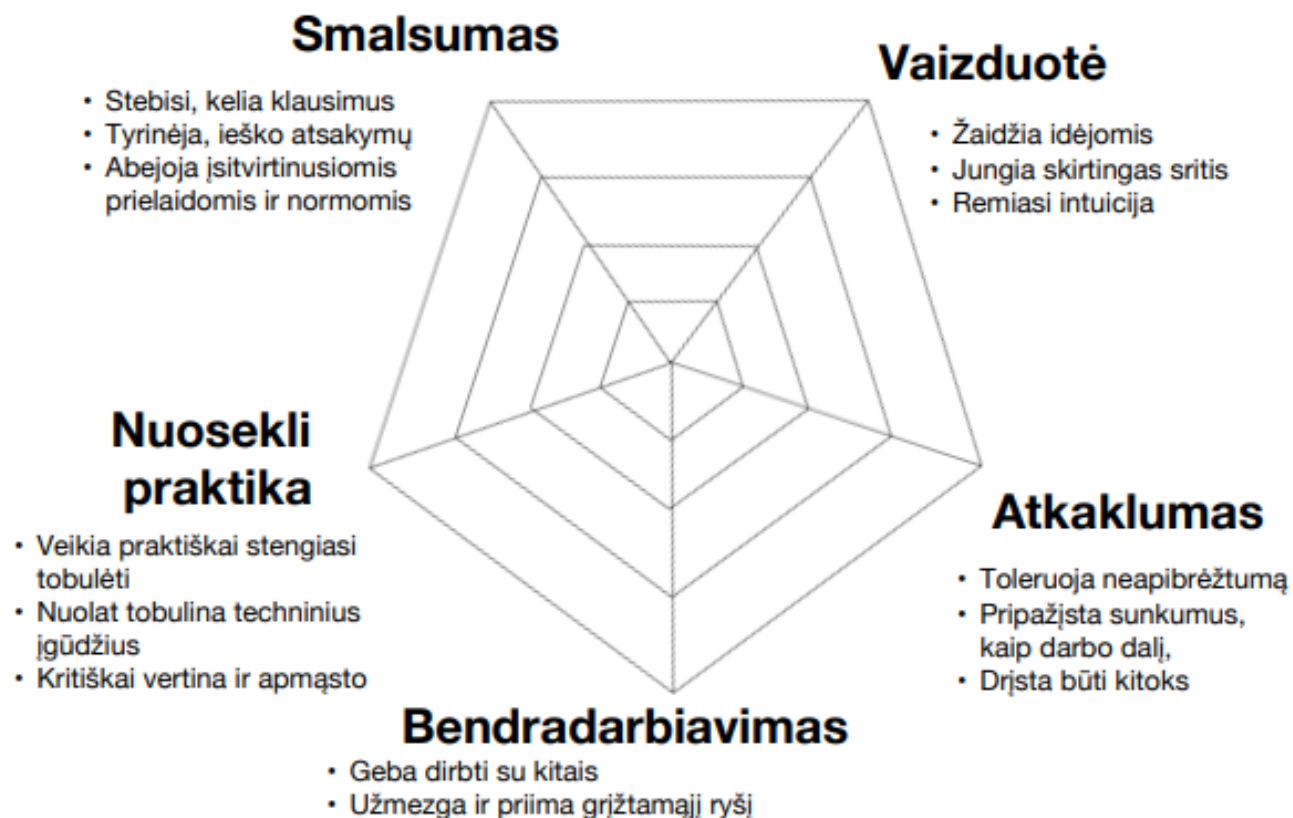 Smalsumas
• Stebisi, kelia klausimus
• Tyrinėja, ieško atsakymų
• Abejoja įsitvirtinusiomis
prielaidomis ir normomis
Vaizduotė
• Žaidžia idėjomis
• Jungia skirtingas sritis
• Remiasi intuicija
Nuosekli
praktika
• Veikia praktiškai stengiasi
tobulėti
• Nuolat tobulina techninius
įgūdžius
• Kritiškai vertina ir apmąsto
Atkaklumas
• Toleruoja neapibrėžtumą
• Pripažįsta sunkumus,
kaip darbo dalį,
• Drįsta būti kitoks
Bendradarbiavimas
• Geba dirbti su kitais
• Užmezga ir priima grįžtamąjį ryšį